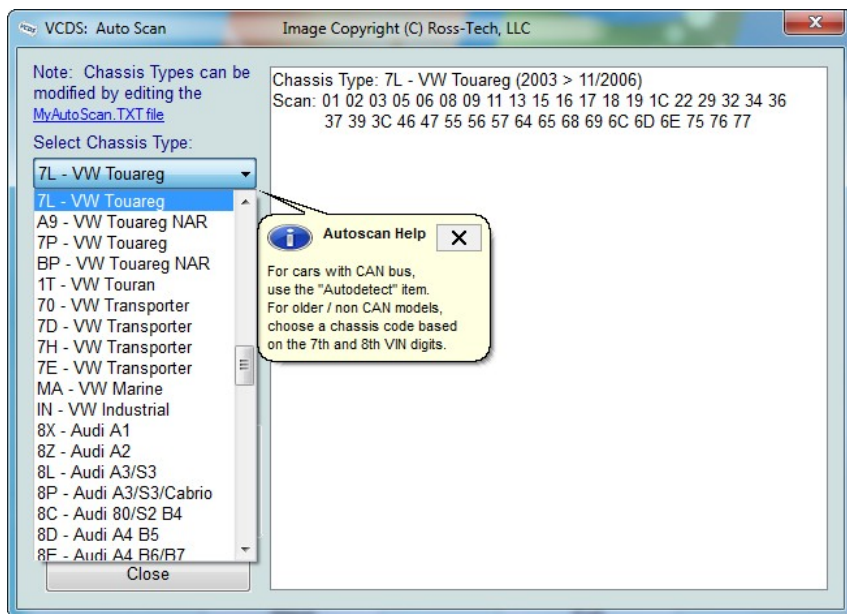 VCDS: Auto Scan
Image Copyright (C) Ross-Tech, LLC
Note: Chassis Types can be
modified by editing the
MyAutoScan.TXT file
Select Chassis Type:
7L - VW Touareg
7L - VW Touareg
A9 - VW Touareg NAR
7P - VW Touareg
BP - VW Touareg NAR
1T - VW Touran
70 - VW Transporter
7D - VW Transporter
7H - VW Transporter
7E - VW Transporter
MA - VW Marine
IN - VW Industrial
8X - Audi A1
8Z - Audi A2
8L - Audi A3/S3
8P - Audi A3/S3/Cabrio
8C - Audi 80/S2 B4
8D - Audi A4 B5
8E - Audi A4 B6/B7
Close
Chassis Type: 7L - VW Touareg (2003 > 11/2006)
Scan: 01 02 03 05 06 08 09 11 13 15 16 17 18 19 1C 22 29 32 34 36
37 39 3C 46 47 55 56 57 64 65 68 69 6C 6D 6E 75 76 77
Autoscan Help
For cars with CAN bus,
use the "Autodetect" item.
For older / non CAN models,
choose a chassis code based
on the 7th and 8th VIN digits.